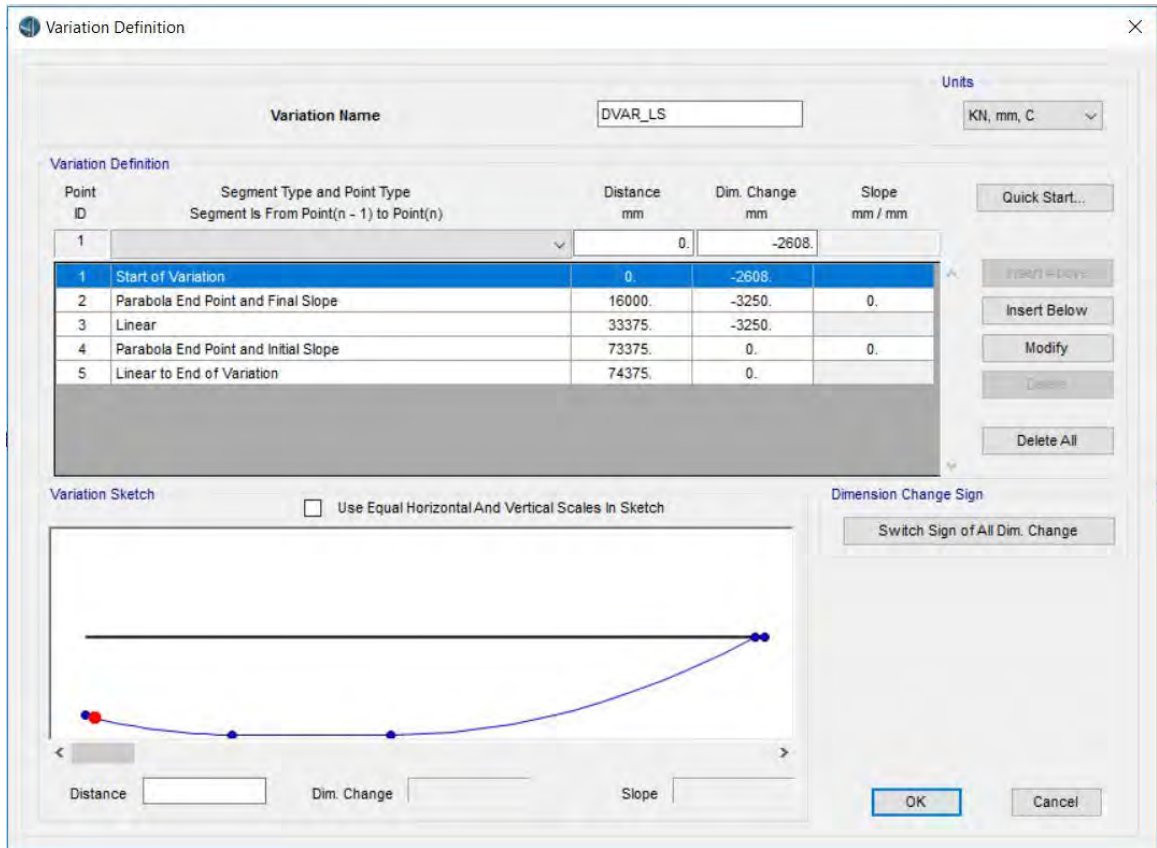 Variation Definition
Units
Variation Name DVAR_LS KN, mm, C
Variation Definition
Point Segment Type and Point Type Distance Dim. Change Slope
ID Segment Is From Point(n - 1) to Point(n) mm mm mm / mm
Quick Start...
1 0. -2608.
1 Start of Variation 0. -2608.
Insert Above
2 Parabola End Point and Final Slope 16000. -3250. 0.
Insert Below
3 Linear 33375. -3250.
4 Parabola End Point and Initial Slope 73375. 0. 0.
Modify
5 Linear to End of Variation 74375. 0.
Delete
Delete All
Variation Sketch
Use Equal Horizontal And Vertical Scales In Sketch
Dimension Change Sign
Switch Sign of All Dim. Change
Distance Dim. Change Slope
OK Cancel